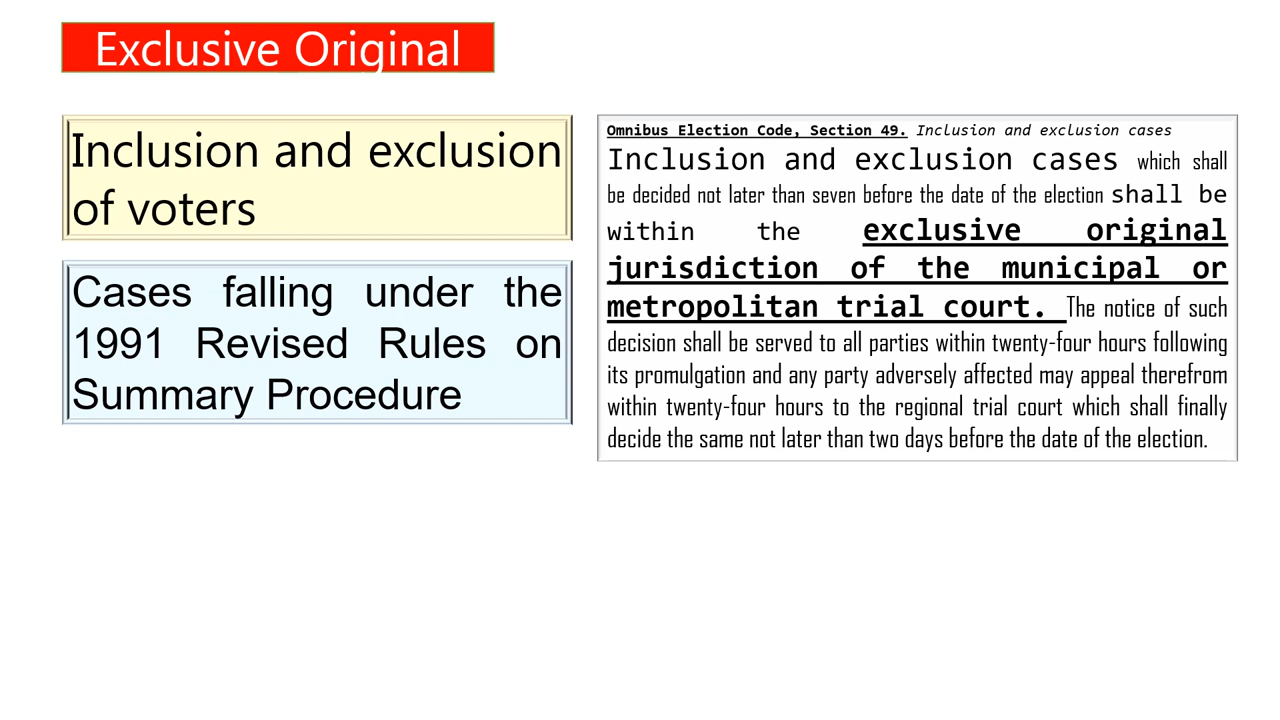 Exclusive Original
Inclusion and exclusion
of voters
Cases falling under the
1991 Revised Rules on
Summary Procedure
Omnibus Election Code, Section 49. Inclusion and exclusion cases
Inclusion and exclusion cases which shall
be decided not later than seven before the date of the election shall be
within the exclusive original
jurisdiction of the municipal or
metropolitan trial court. The notice of such
decision shall be served to all parties within twenty-four hours following
its promulgation and any party adversely affected may appeal therefrom
within twenty-four hours to the regional trial court which shall finally
decide the same not later than two days before the date of the election.